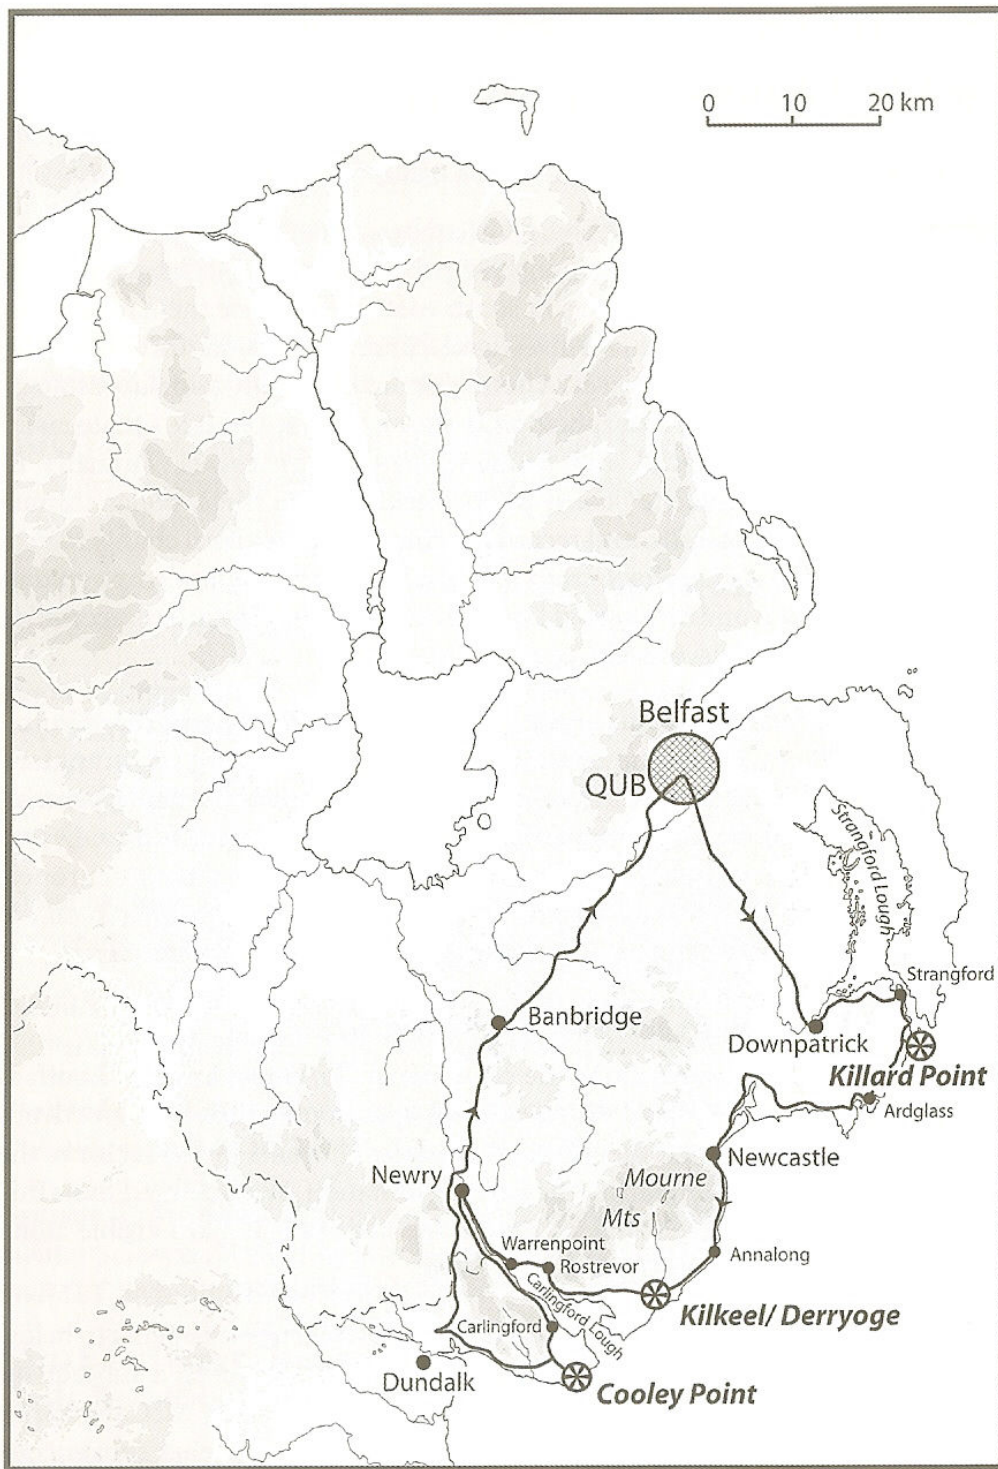 0 10 20 km
Belfast
QUB
Strangford Lough
Strangford
Banbridge
Downpatrick
Killard Point
Ardglass
Newcastle
Newry
Mourne
Mts
Warrenpoint
Rostrevor
Annalong
Carlingford Lough
Kilkeel/ Derryoge
Carlingford
Dundalk
Cooley Point